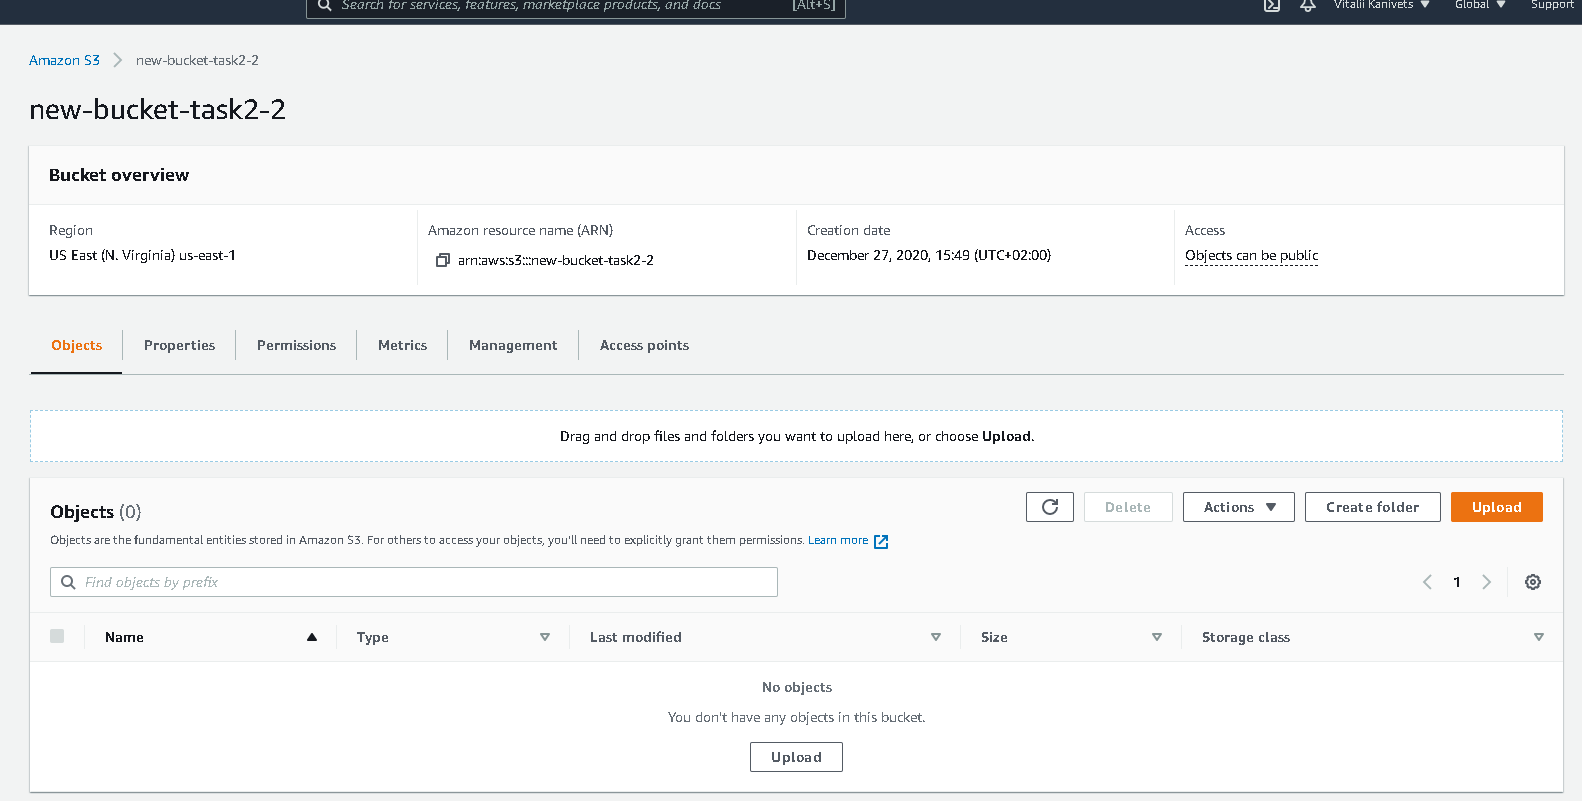 Search for services, features, marketplace products, and docs [Alt+S] Vitalii Kanivets Global Support
Amazon S3 new-bucket-task2-2
new-bucket-task2-2
Bucket overview
Region Amazon resource name (ARN) Creation date Access
US East (N. Virginia) us-east-1 arn:aws:s3:::new-bucket-task2-2 December 27, 2020, 15:49 (UTC+02:00) Objects can be public
Objects Properties Permissions Metrics Management Access points
Drag and drop files and folders you want to upload here, or choose Upload.
Objects (0) Delete Actions Create folder Upload
Objects are the fundamental entities stored in Amazon S3. For others to access your objects, you'll need to explicitly grant them permissions. Learn more
Find objects by prefix 1
Name Type Last modified Size Storage class
No objects
You don't have any objects in this bucket.
Upload